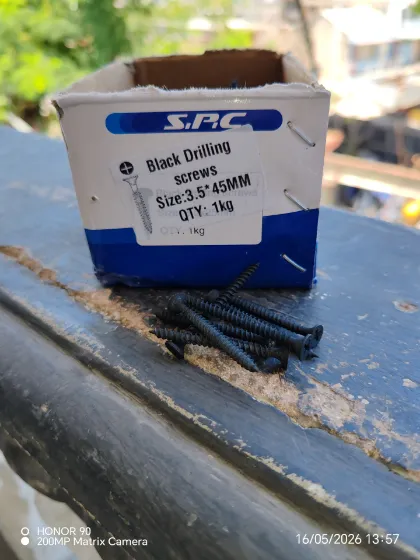 S.P.C
Black Drilling
screws
Size:3.5*45MM
QTY: 1kg
QTY: 1kg
HONOR 90
200MP Matrix Camera
16/05/2026 13:57